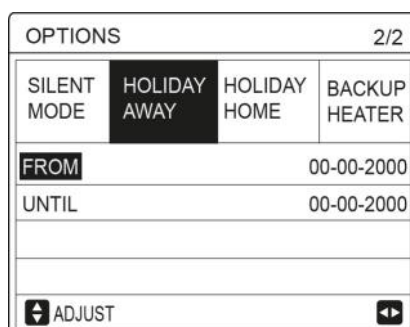 OPTIONS 2/2
SILENT MODE HOLIDAY AWAY HOLIDAY HOME BACKUP HEATER
FROM 00-00-2000
UNTIL 00-00-2000
ADJUST